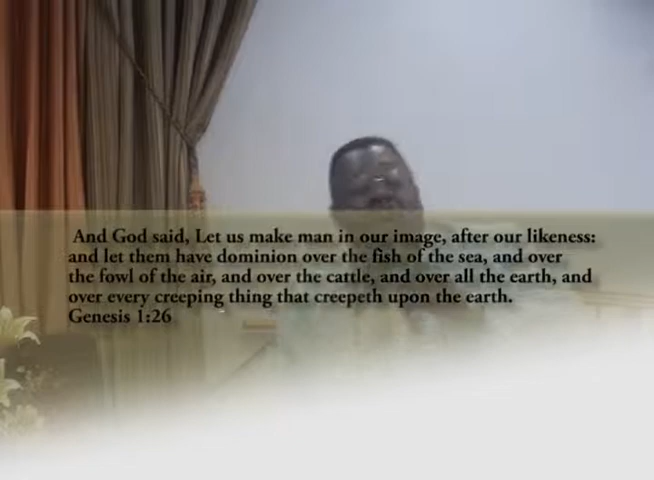 And God said, Let us make man in our image, after our likeness:
and let them have dominion over the fish of the sea, and over
the fowl of the air, and over the cattle, and over all the earth, and
over every creeping thing that creepeth upon the earth.
Genesis 1:26